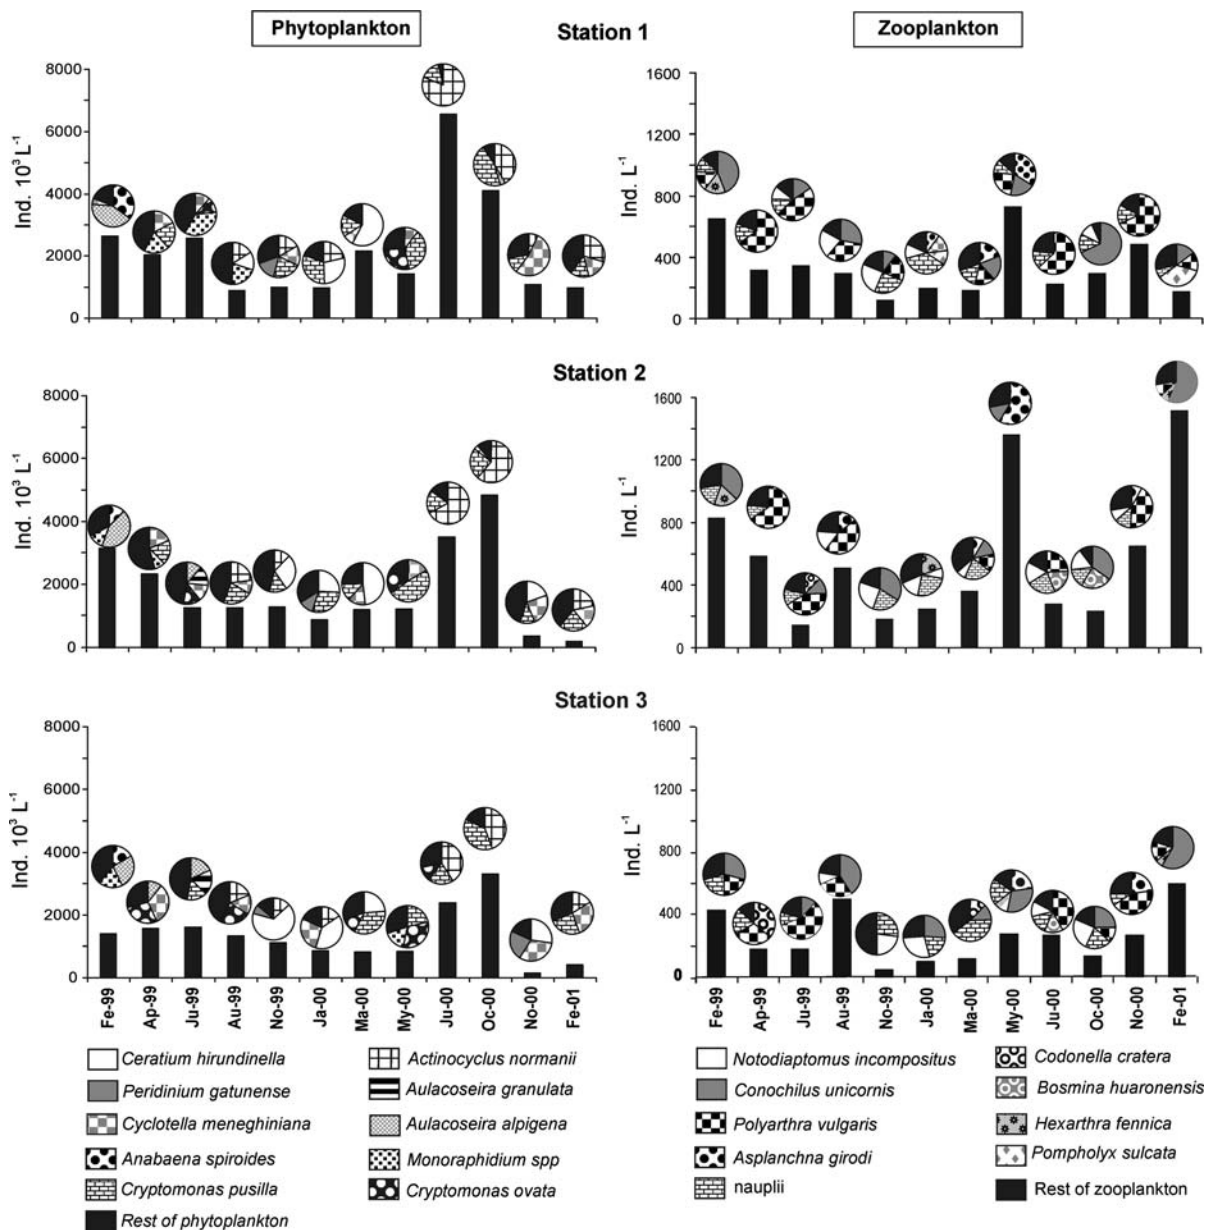 Phytoplankton
Station 1
Zooplankton
8000
6000
4000
2000
0
Ind. 10³ L⁻¹
1600
1200
800
400
0
Ind. L⁻¹
Station 2
8000
6000
4000
2000
0
Ind. 10³ L⁻¹
1600
1200
800
400
0
Ind. L⁻¹
Station 3
8000
6000
4000
2000
0
Ind. 10³ L⁻¹
1600
1200
800
400
0
Ind. L⁻¹
Fe-99
Ap-99
Ju-99
Au-99
No-99
Ja-00
Ma-00
My-00
Ju-00
Oc-00
No-00
Fe-01
Fe-99
Ap-99
Ju-99
Au-99
No-99
Ja-00
Ma-00
My-00
Ju-00
Oc-00
No-00
Fe-01
Ceratium hirundinella
Peridinium gatunense
Cyclotella meneghiniana
Anabaena spiroides
Cryptomonas pusilla
Rest of phytoplankton
Actinocyclus normanii
Aulacoseira granulata
Aulacoseira alpigena
Monoraphidium spp
Cryptomonas ovata
Notodiaptomus incompositus
Conochilus unicornis
Polyarthra vulgaris
Asplanchna girodi
nauplii
Codonella cratera
Bosmina huaronensis
Hexarthra fennica
Pompholyx sulcata
Rest of zooplankton